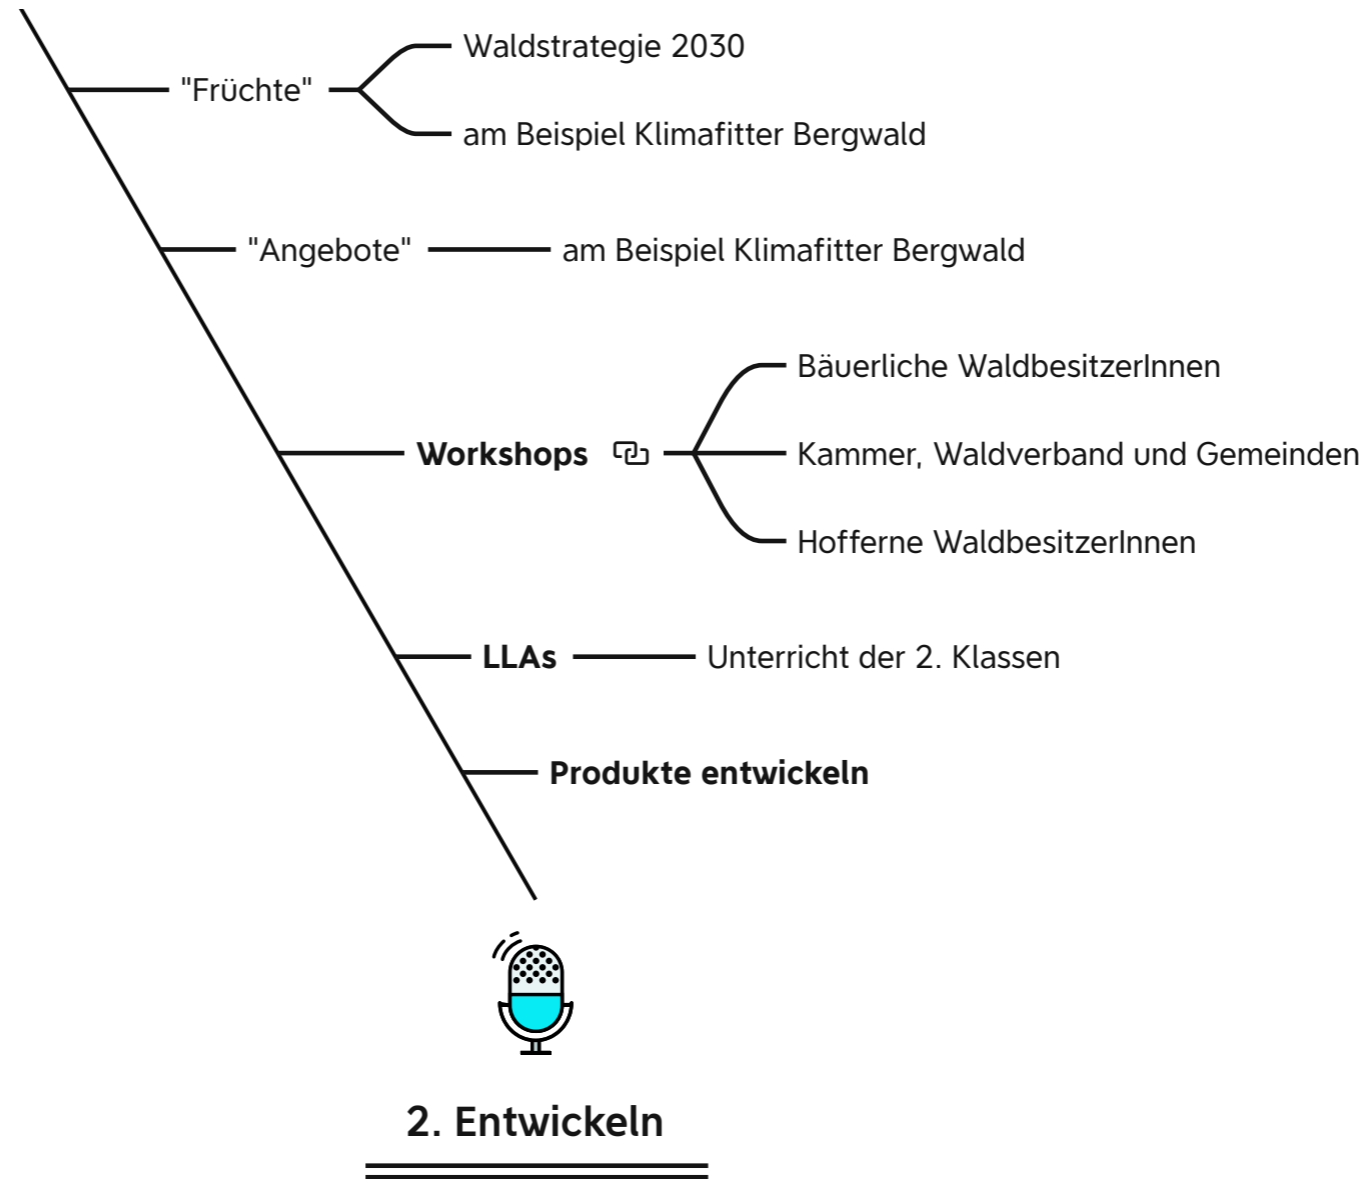 "Früchte"
Waldstrategie 2030
am Beispiel Klimafitter Bergwald
"Angebote"
am Beispiel Klimafitter Bergwald
Workshops
Bäuerliche WaldbesitzerInnen
Kammer, Waldverband und Gemeinden
Hofferne WaldbesitzerInnen
LLAs
Unterricht der 2. Klassen
Produkte entwickeln
2. Entwickeln